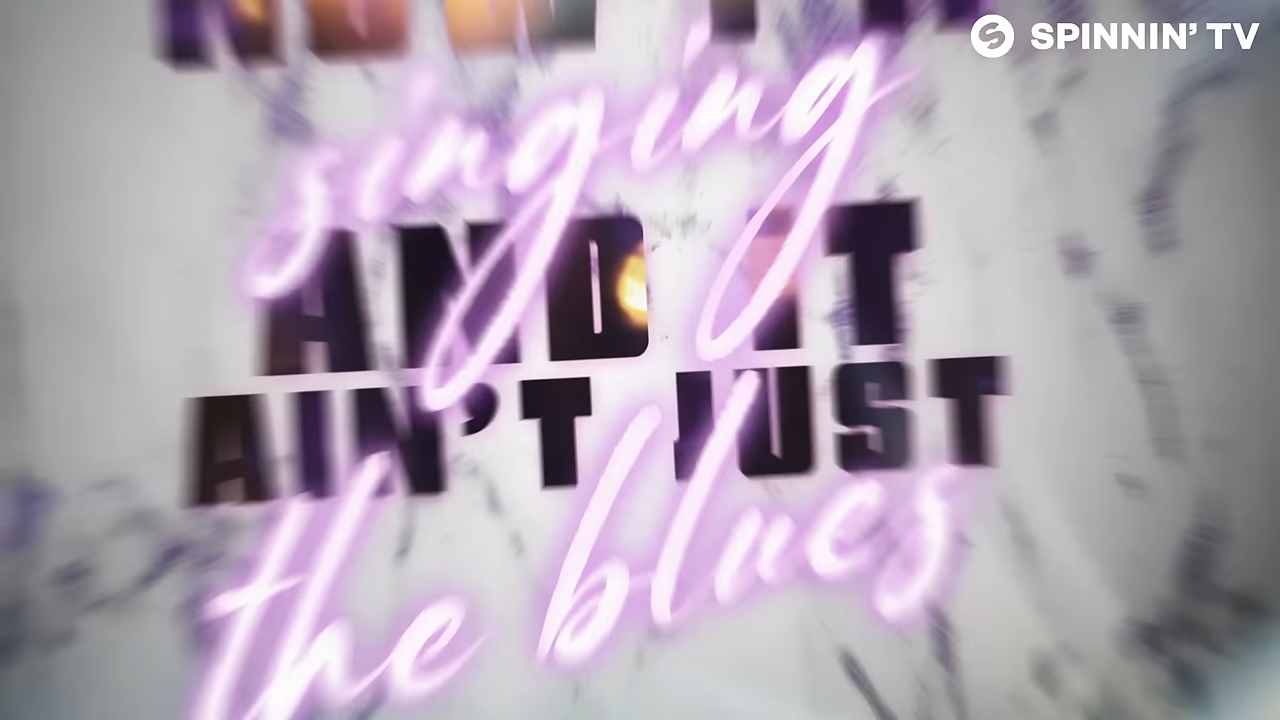 SPINNIN' TV
singing
AND IT
AIN'T JUST
the blues